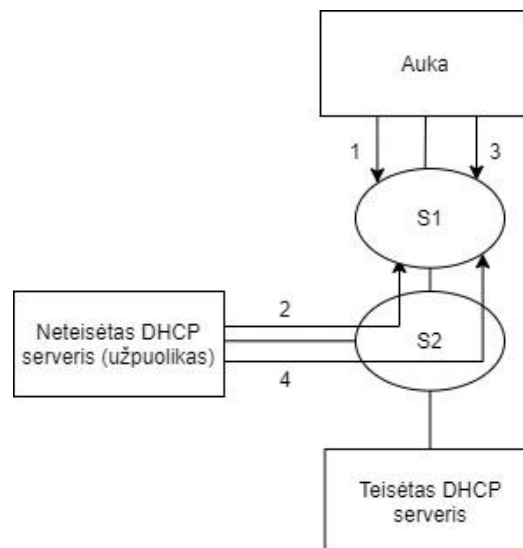 Auka
1
3
S1
2
Neteisėtas DHCP
serveris (užpuolikas)
S2
4
Teisėtas DHCP
serveris